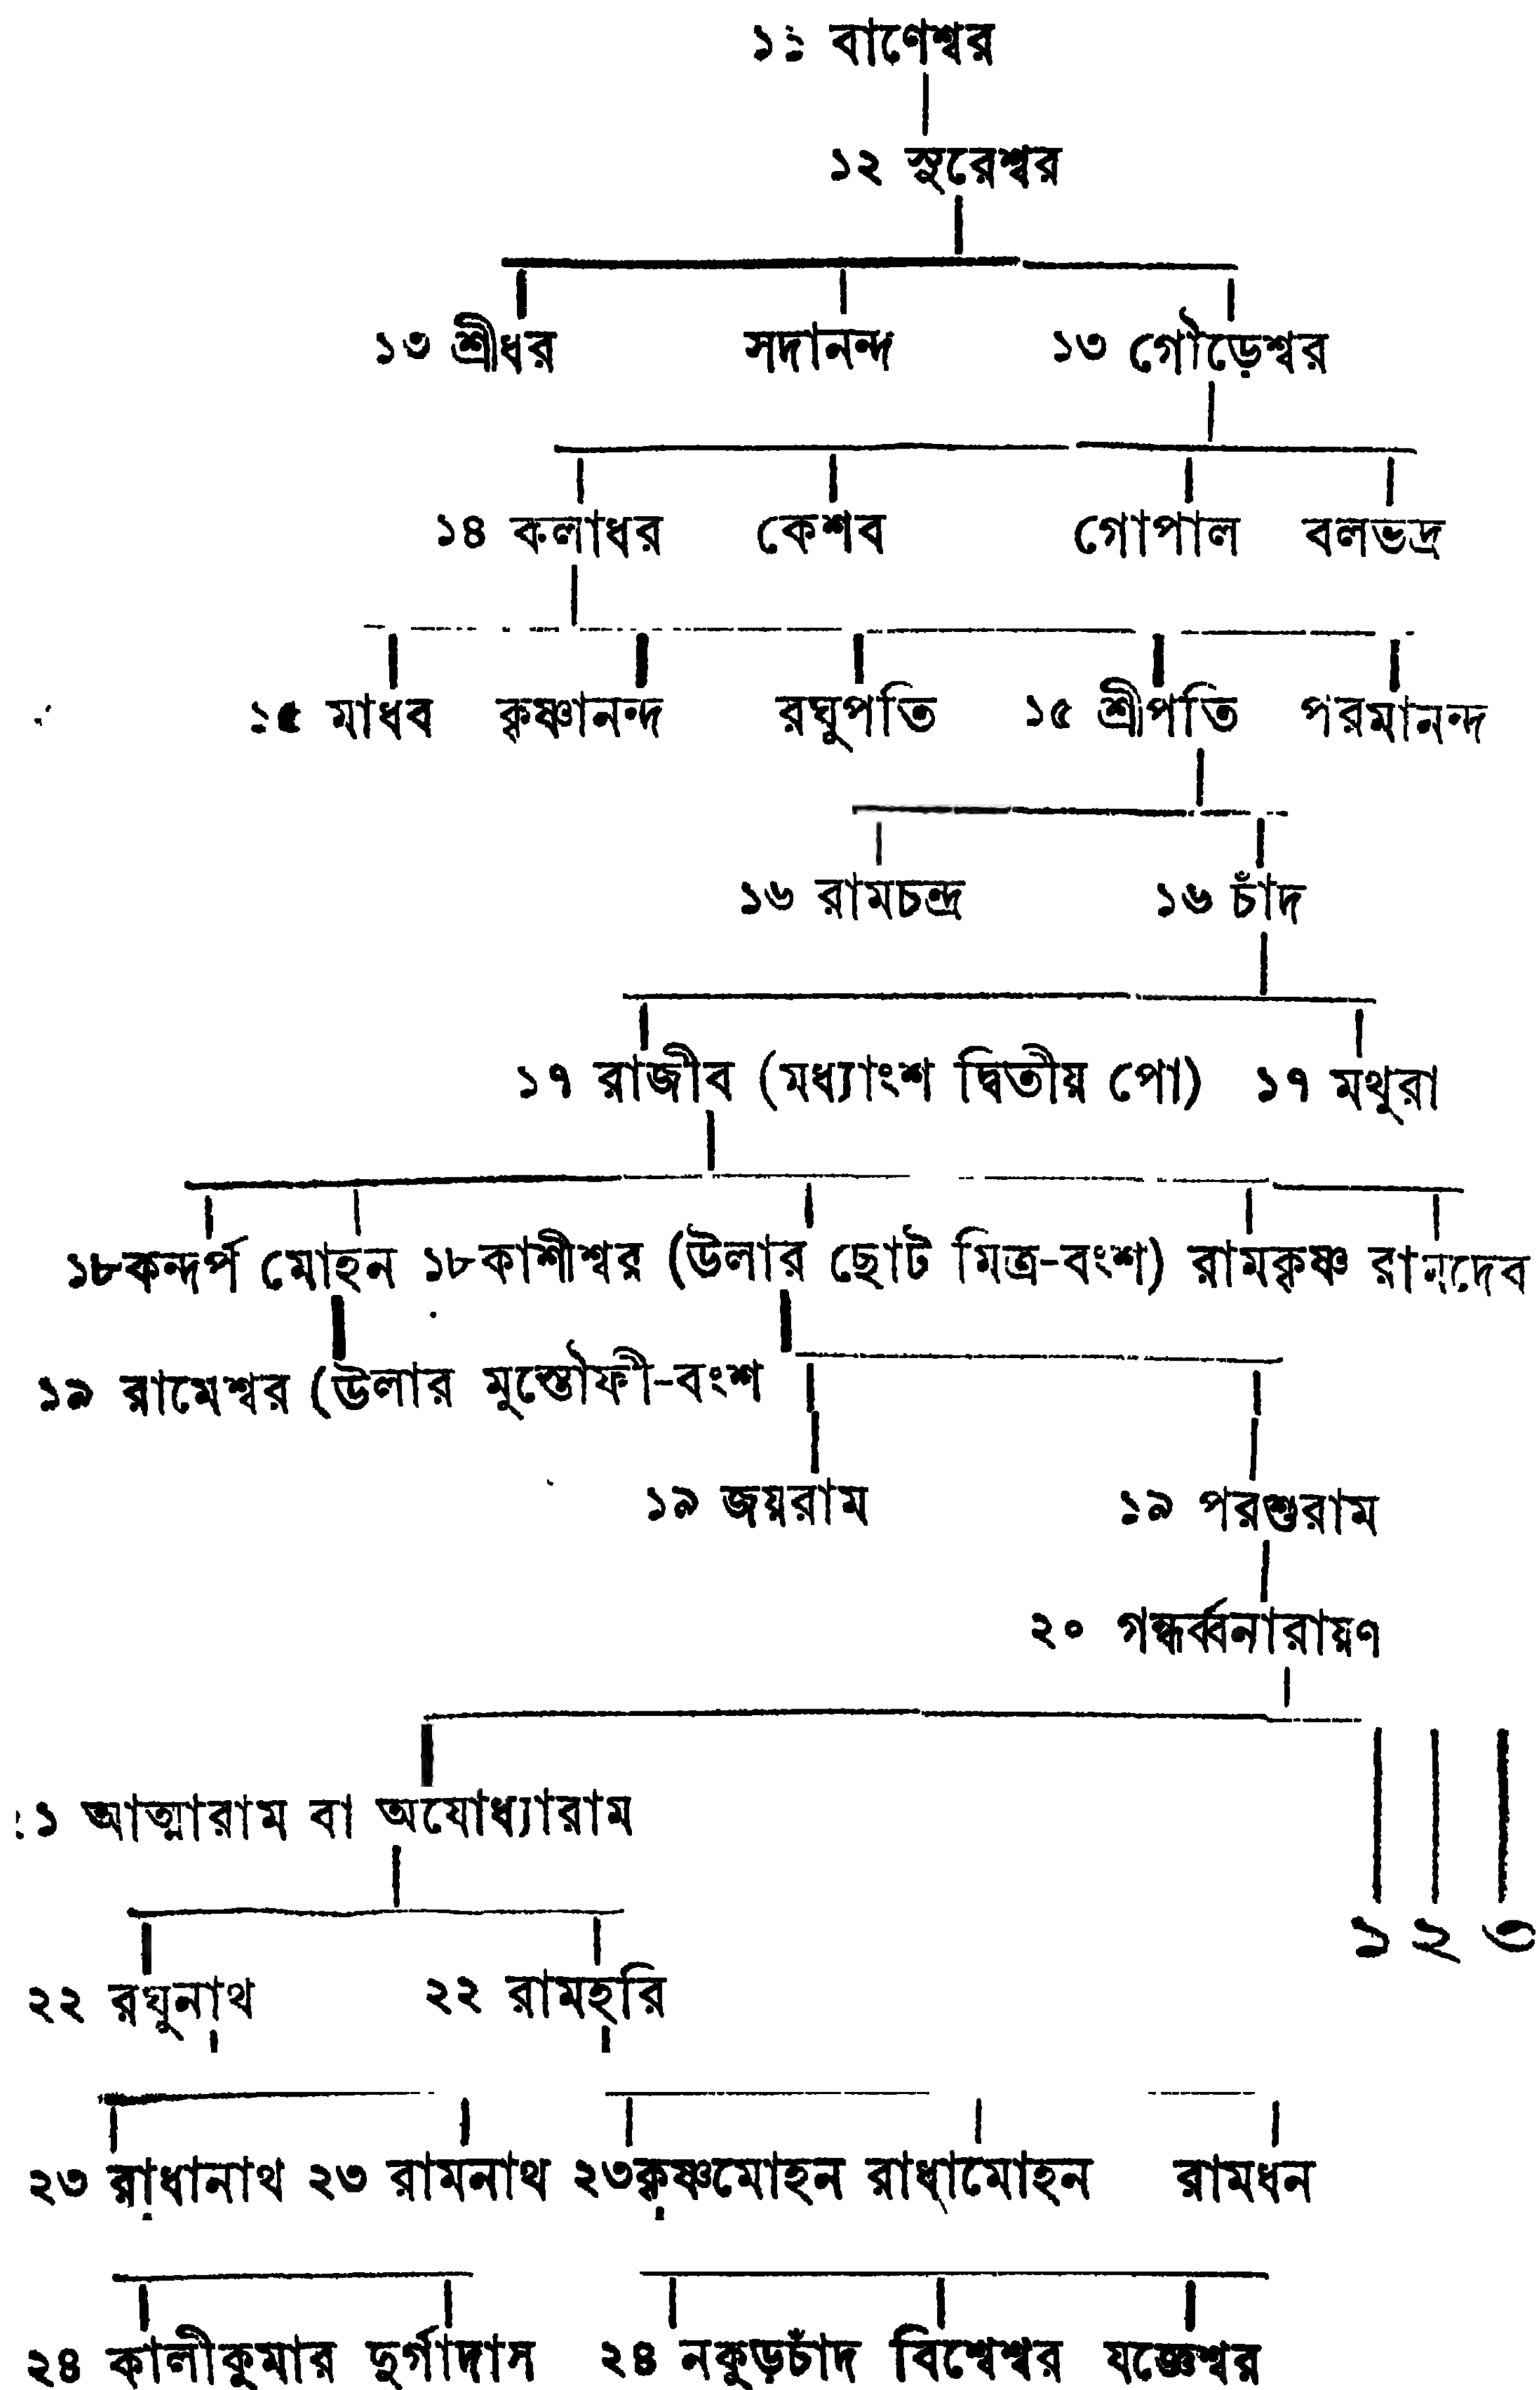 ১১ বাণেশ্বর
১২ সুরেশ্বর
১৩ শ্রীধর সদানন্দ ১৩ গৌড়েশ্বর
১৪ কলাধর কেশব গোপাল বলভদ্র
১৫ মাধব কৃষ্ণানন্দ রঘুপতি ১৫ শ্রীপতি পরমানন্দ
১৬ রামচন্দ্র ১৬ চাঁদ
১৭ রাজীব (মধ্যাংশ দ্বিতীয় পো) ১৭ মথুরা
১৮কন্দর্প মোহন ১৮কাশীশ্বর (উলার ছোট মিত্র-বংশ) রামকৃষ্ণ রামদেব
১৯ রামেশ্বর (উলার মুস্তৌফী-বংশ
১৯ জয়রাম ১৯ পরশুরাম
২০ গন্ধর্ব্বনারায়ণ
২১ আত্মারাম বা অযোধ্যারাম
১ ২ ৩
২২ রঘুনাথ ২২ রামহরি
২৩ রাধানাথ ২৩ রামনাথ ২৩কৃষ্ণমোহন রাধামোহন রামধন
২৪ কালীকুমার দুর্গাদাস ২৪ নকুড়চাঁদ বিশ্বেশ্বর যজ্ঞেশ্বর